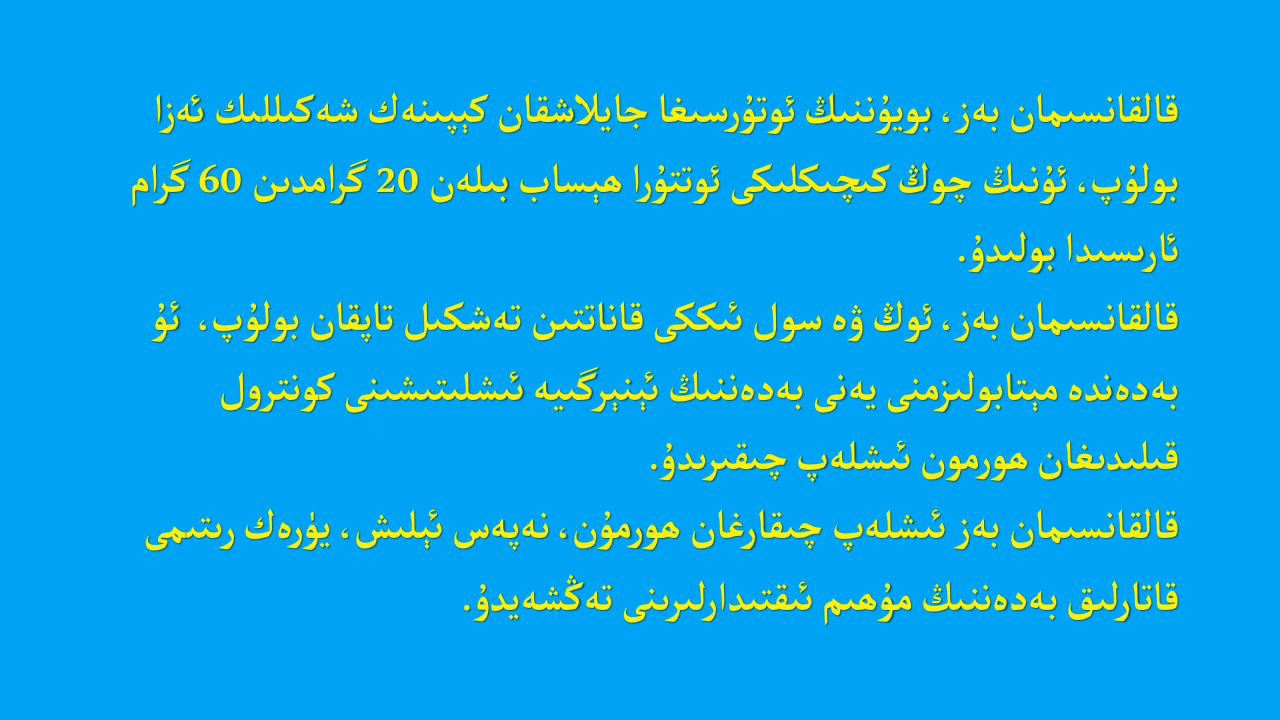 قالقانسىمان بەز، بويۇننىڭ ئوتۇرسىغا جايلاشقان كېپىنەك شەكىللىك ئەزا
بولۇپ، ئۇنىڭ چوڭ كىچىكلىكى ئوتتۇرا ھېساب بىلەن 20 گرامدىن 60 گرام
ئارىسىدا بولىدۇ.
قالقانسىمان بەز، ئوڭ ۋە سول ئىككى قاناتتىن تەشكىل تاپقان بولۇپ، ئۇ
بەدەندە مېتابولىزمنى يەنى بەدەننىڭ ئېنېرگىيە ئىشلىتىشىنى كونترول
قىلىدىغان ھورمون ئىشلەپ چىقىرىدۇ.
قالقانسىمان بەز ئىشلەپ چىقارغان ھورمۇن، نەپەس ئېلىش، يۈرەك رىتىمى
قاتارلىق بەدەننىڭ مۇھىم ئىقتىدارلىرىنى تەڭشەيدۇ.